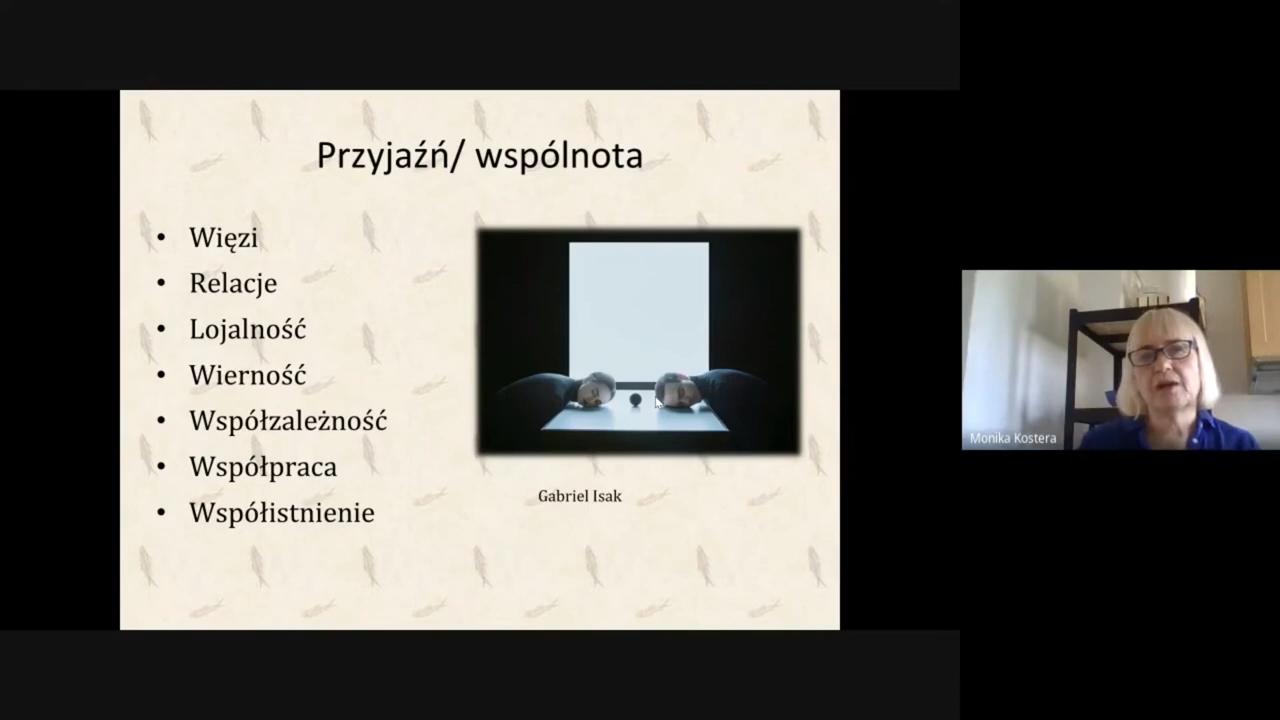 Przyjaźń/ wspólnota
• Więzi
• Relacje
• Lojalność
• Wierność
• Współzależność
• Współpraca
• Współistnienie
Gabriel Isak
Monika Kostera